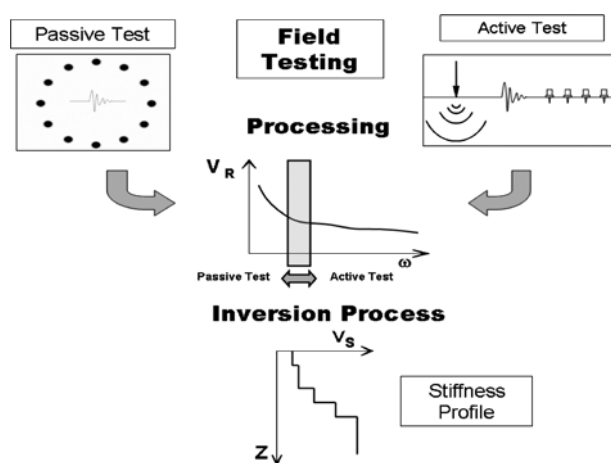 Passive Test
Field
Testing
Active Test
Processing
V R
ω
Passive Test
Active Test
Inversion Process
V S
Z
Stiffness
Profile